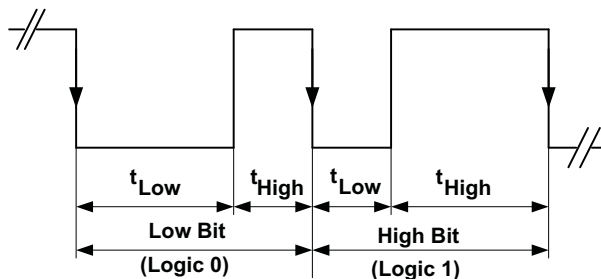 tLow tHigh tLow tHigh
Low Bit High Bit
(Logic 0) (Logic 1)